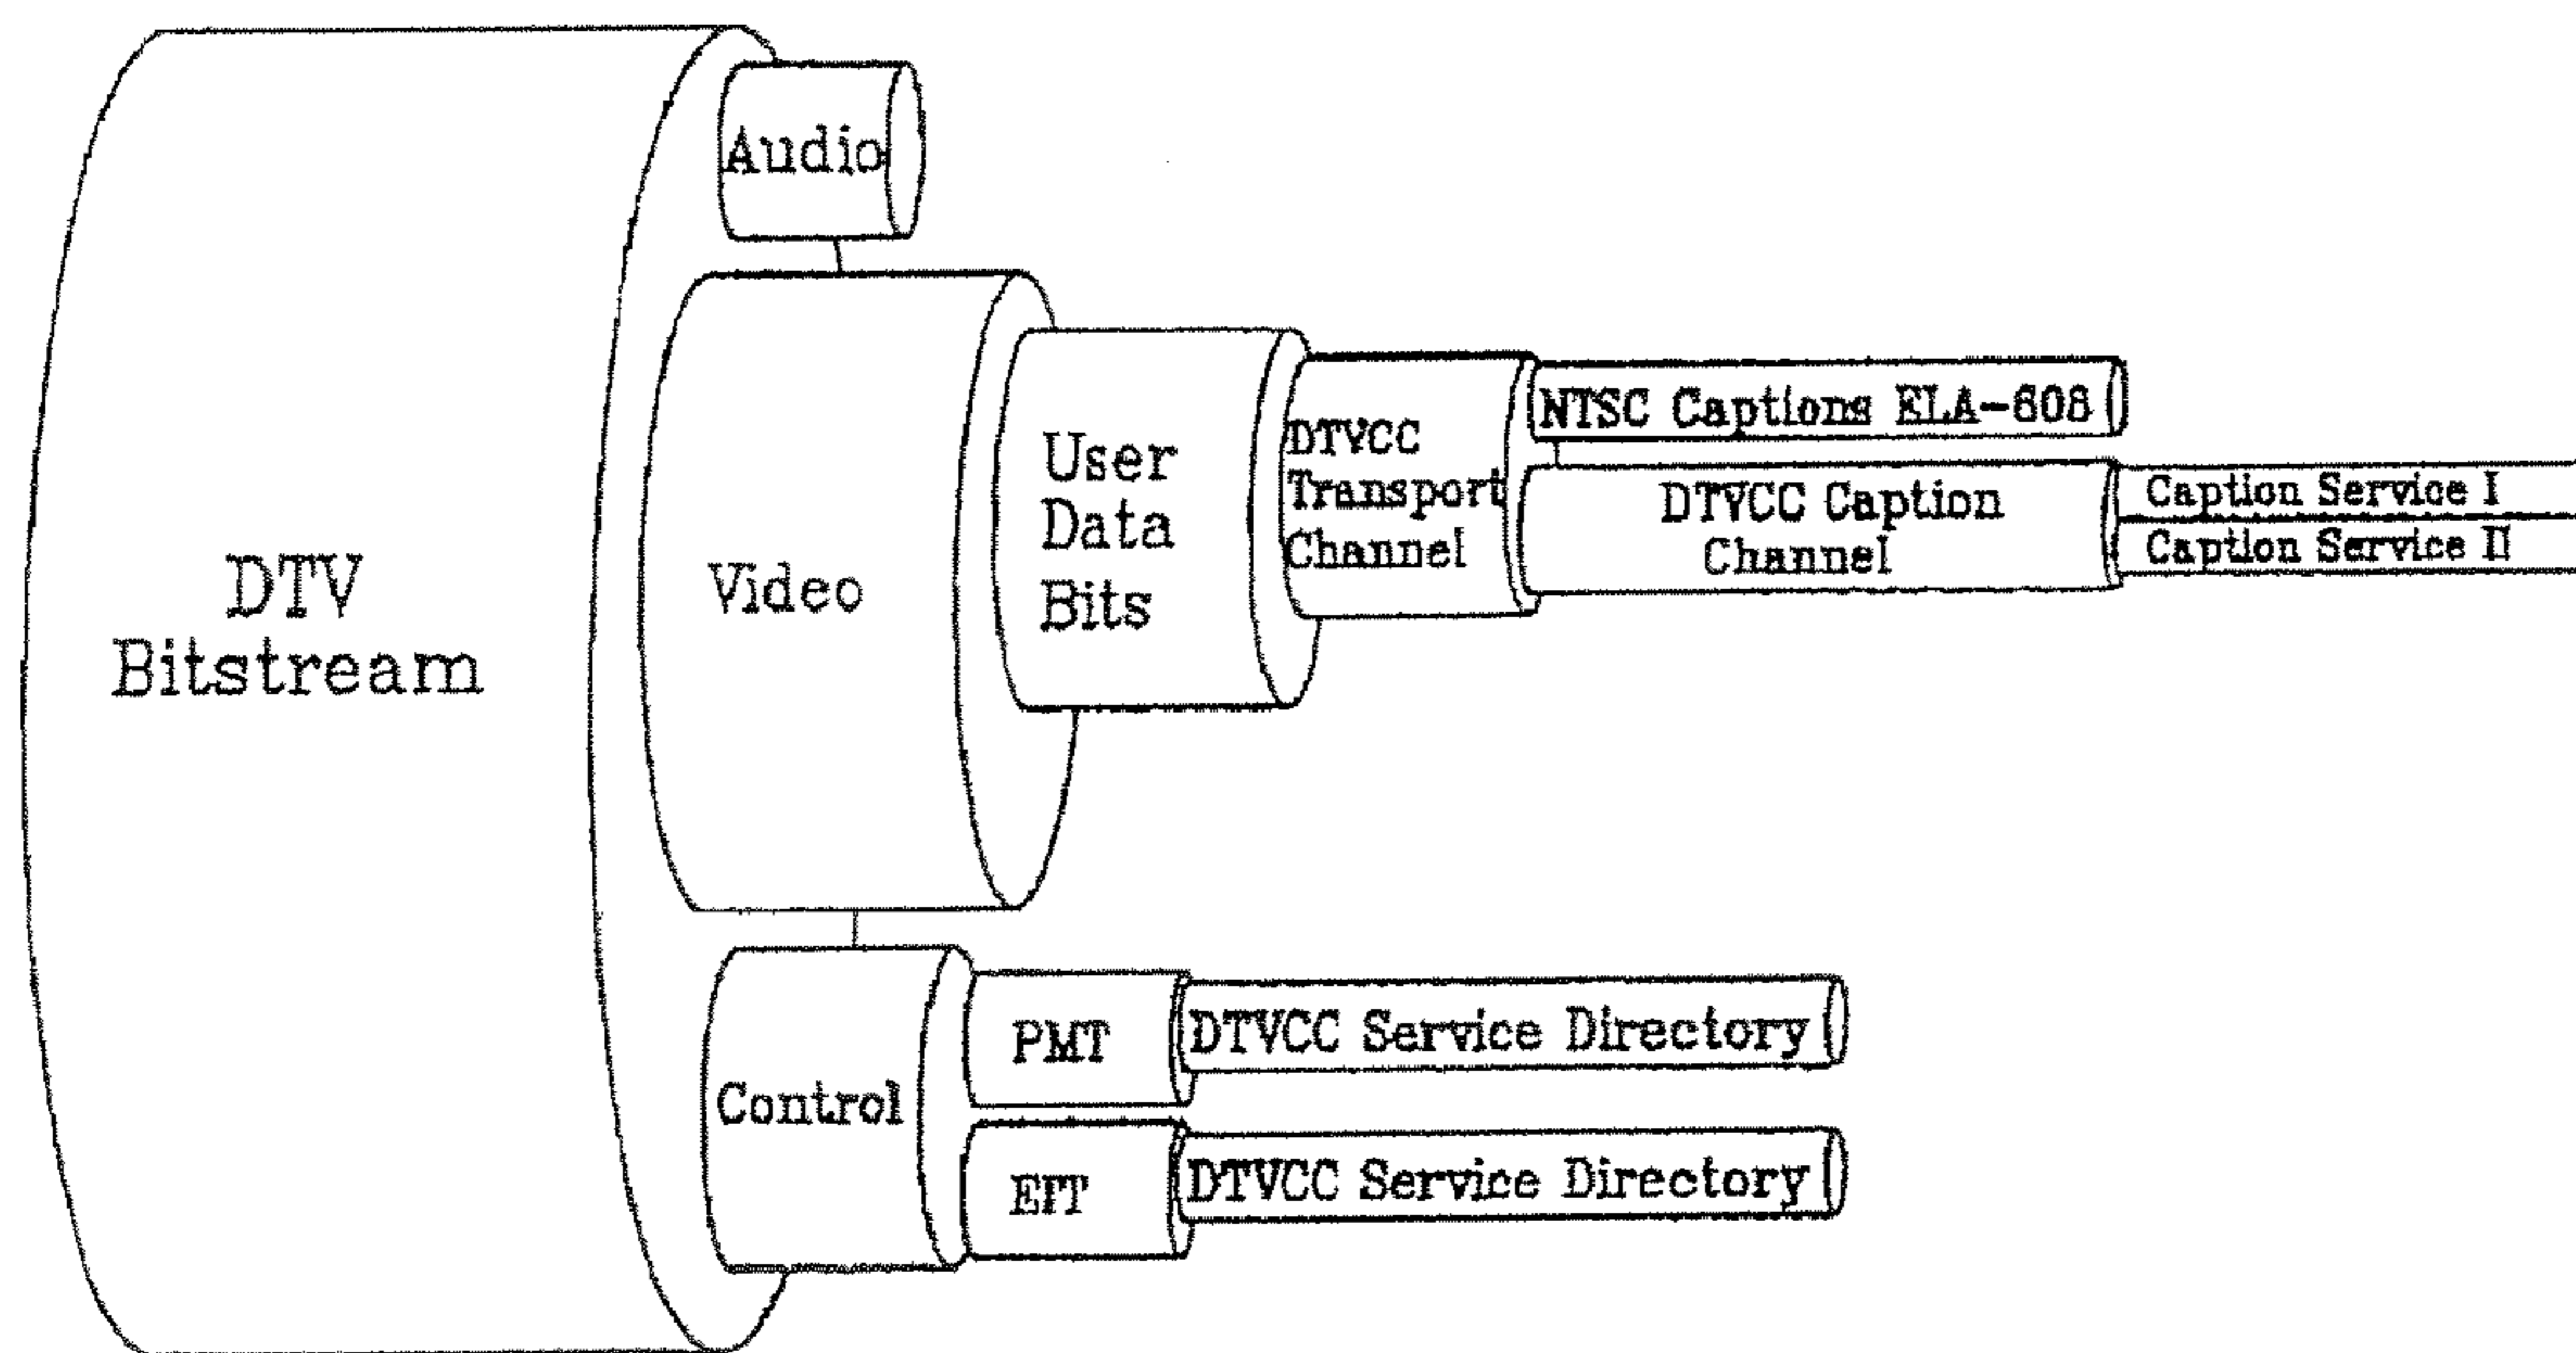 Audio
DTV
Bitstream
Video
User
Data
Bits
DTVCC
Transport
Channel
NTSC Captions ELA-608
DTVCC Caption
Channel
Caption Service I
Caption Service II
Control
PMT
DTVCC Service Directory
EIT
DTVCC Service Directory